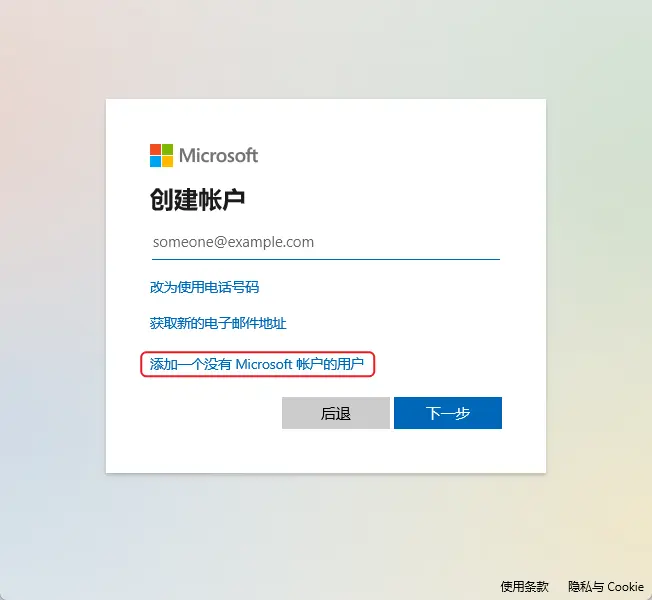 Microsoft
创建帐户
someone@example.com
改为使用电话号码
获取新的电子邮件地址
添加一个没有 Microsoft 帐户的用户
后退 下一步
使用条款 隐私与 Cookie